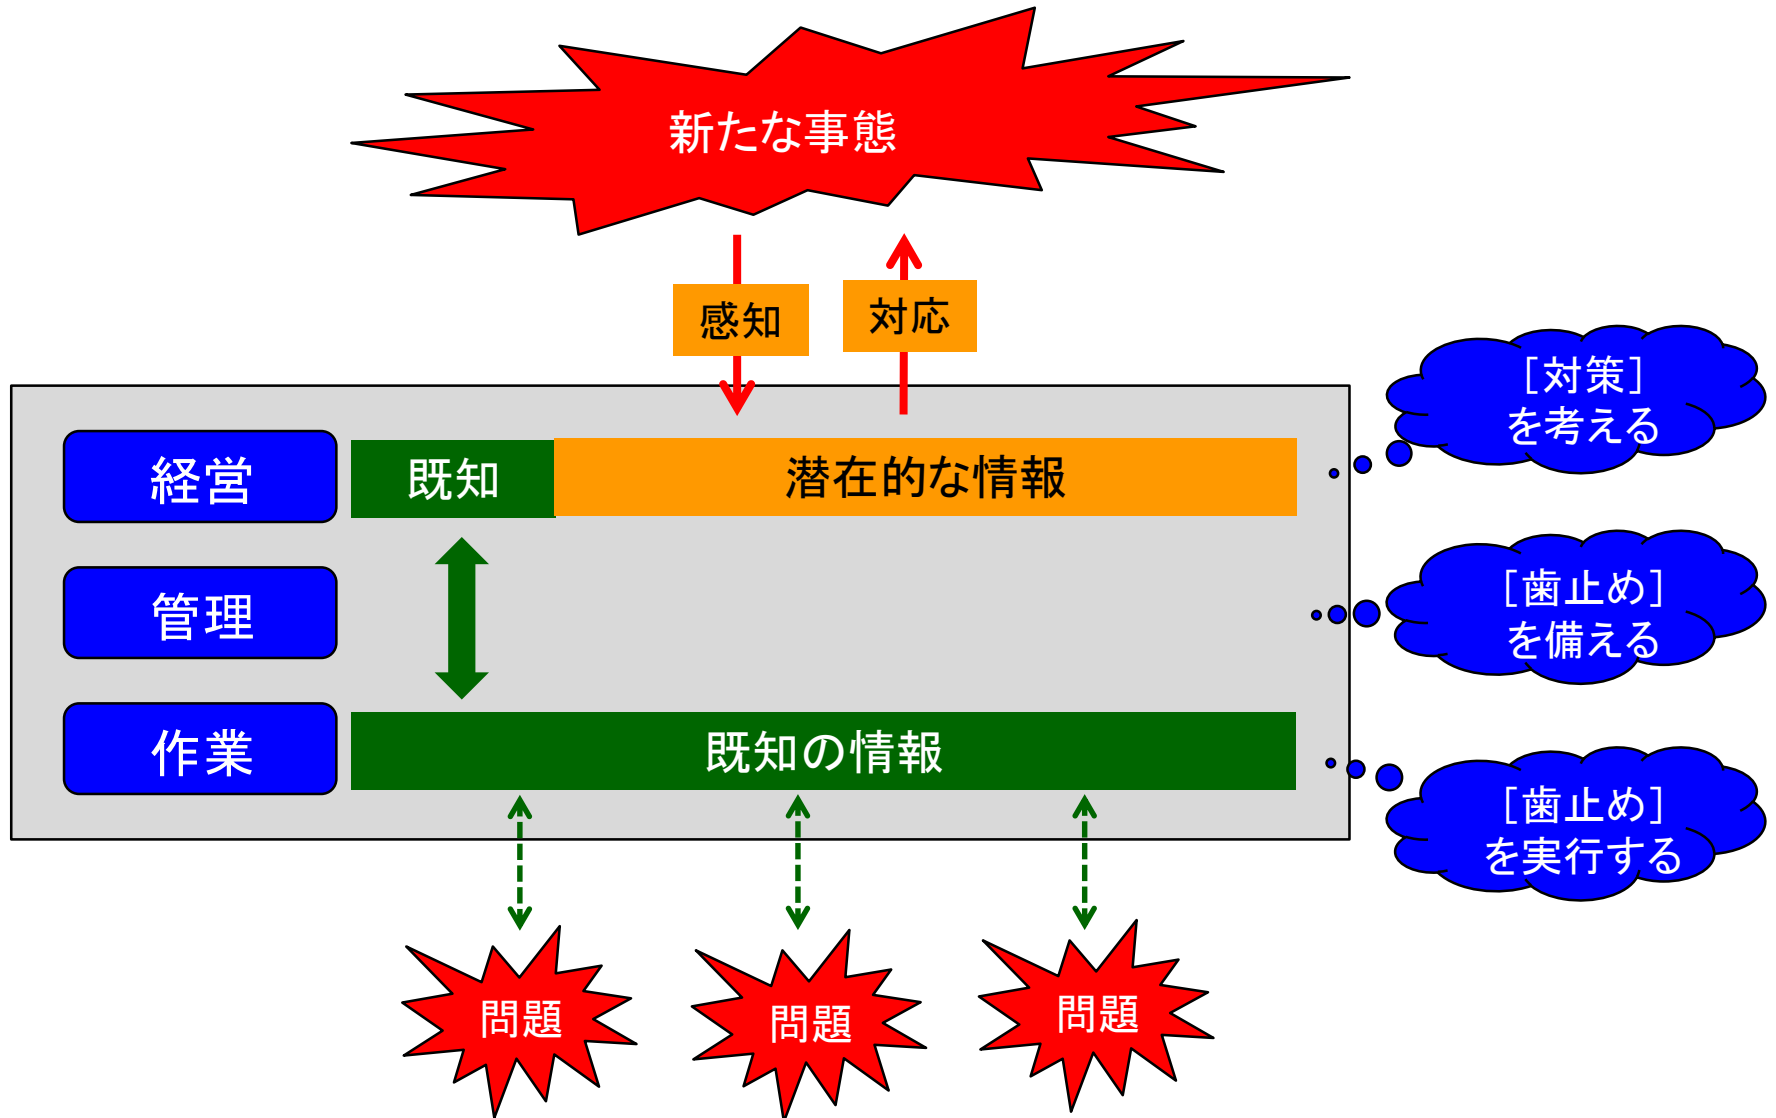 新たな事態
感知
対応
［対策］
を考える
経営
既知
潜在的な情報
管理
［歯止め］
を備える
作業
既知の情報
［歯止め］
を実行する
問題
問題
問題